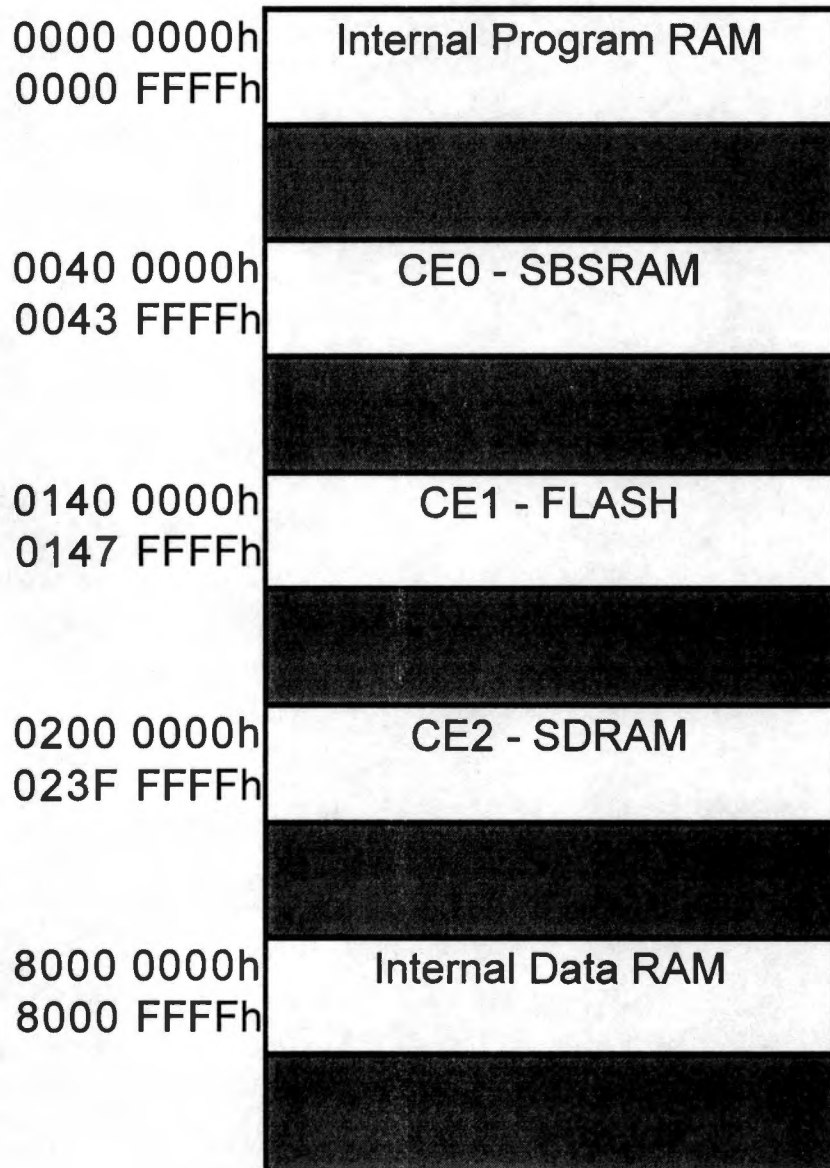 0000 0000h Internal Program RAM
0000 FFFFh
0040 0000h CE0 - SBSRAM
0043 FFFFh
0140 0000h CE1 - FLASH
0147 FFFFh
0200 0000h CE2 - SDRAM
023F FFFFh
8000 0000h Internal Data RAM
8000 FFFFh